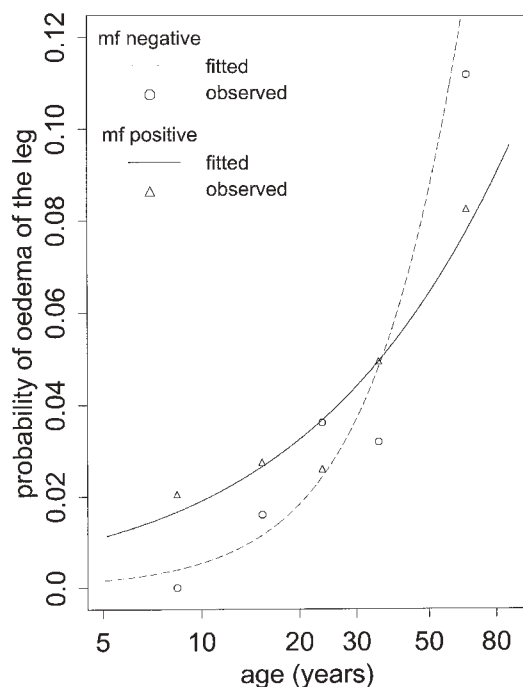 mf negative
fitted
observed
mf positive
fitted
observed
probability of oedema of the leg
0.12
0.10
0.08
0.06
0.04
0.02
0.0
5 10 20 30 50 80
age (years)